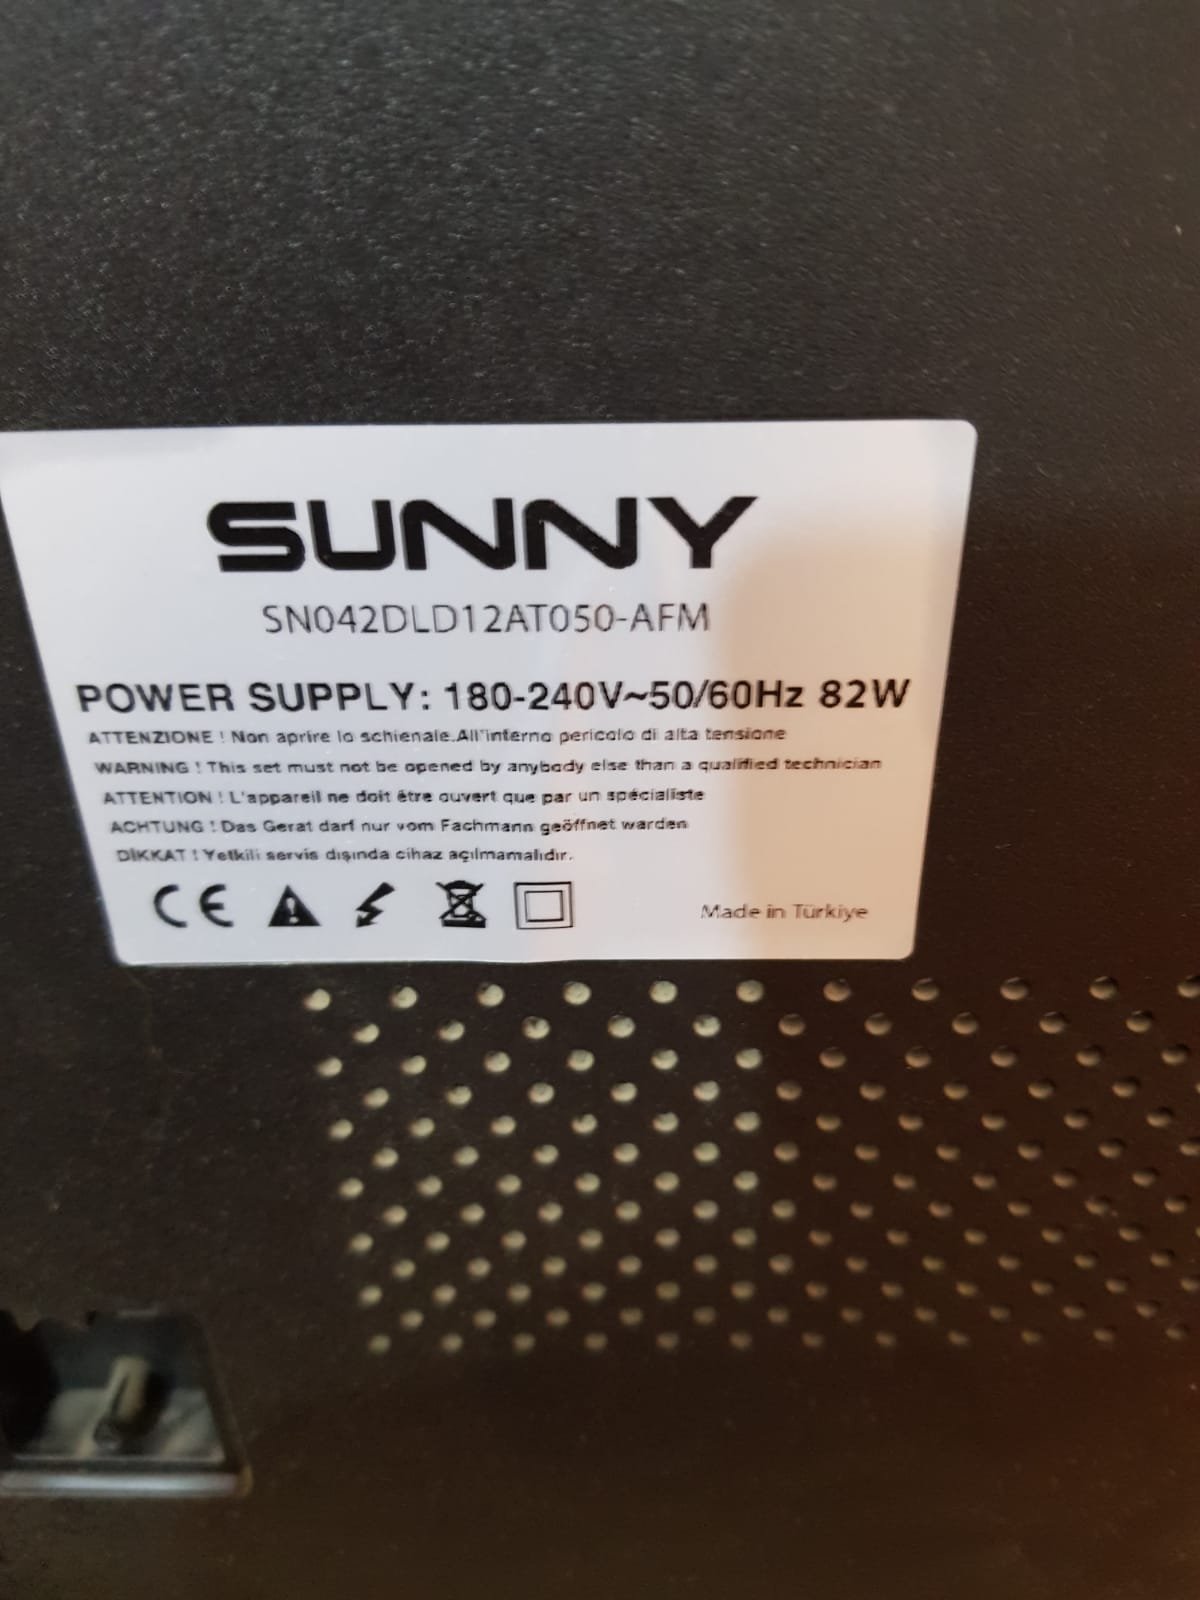 SUNNY
SN042DLD12AT050-AFM
POWER SUPPLY: 180-240V~50/60Hz 82W
ATTENZIONE ! Non aprire lo schienale.All'interno pericolo di alta tensione
WARNING ! This set must not be opened by anybody else than a qualified technician
ATTENTION ! L'appareil ne doit être ouvert que par un spécialiste
ACHTUNG ! Das Gerat darf nur vom Fachmann geöffnet warden
DİKKAT ! Yetkili servis dışında cihaz açılmamalıdır.
CE
Made in Türkiye